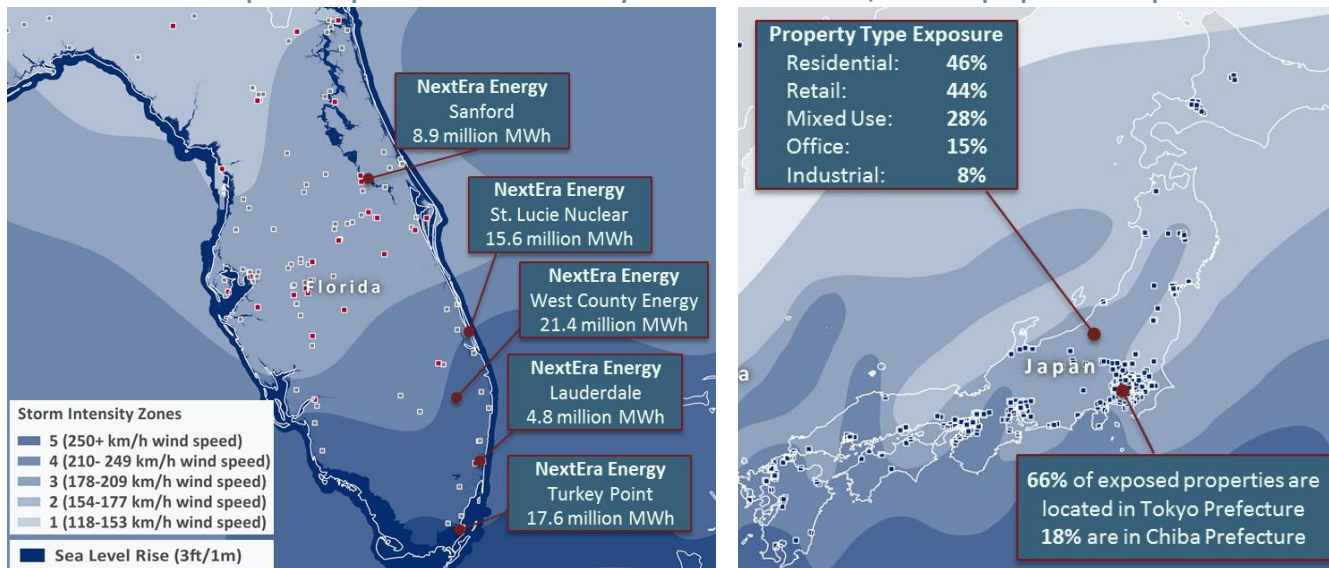 NextEra Energy
Sanford
8.9 million MWh
NextEra Energy
St. Lucie Nuclear
15.6 million MWh
NextEra Energy
West County Energy
21.4 million MWh
NextEra Energy
Lauderdale
4.8 million MWh
NextEra Energy
Turkey Point
17.6 million MWh
Florida
Storm Intensity Zones
5 (250+ km/h wind speed)
4 (210- 249 km/h wind speed)
3 (178-209 km/h wind speed)
2 (154-177 km/h wind speed)
1 (118-153 km/h wind speed)
Sea Level Rise (3ft/1m)
Property Type Exposure
Residential: 46%
Retail: 44%
Mixed Use: 28%
Office: 15%
Industrial: 8%
a
Japan
66% of exposed properties are
located in Tokyo Prefecture
18% are in Chiba Prefecture